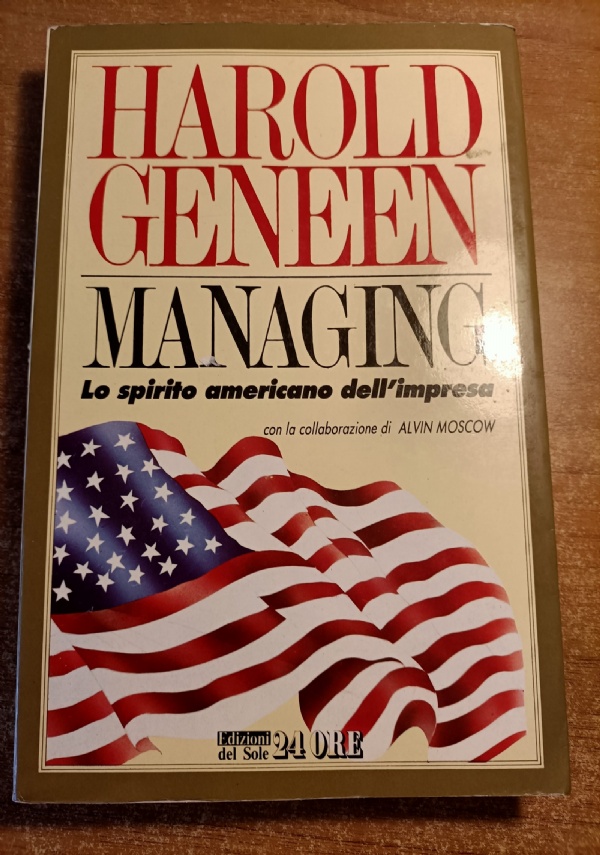 HAROLD
GENEEN
MANAGING
Lo spirito americano dell'impresa
con la collaborazione di ALVIN MOSCOW
Edizioni
del Sole 24 ORE